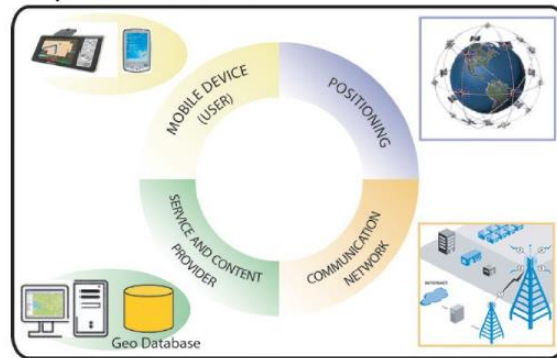 MOBILE DEVICE
(USER)
POSITIONING
SERVICE AND CONTENT
PROVIDER
COMMUNICATION
NETWORK
Geo Database